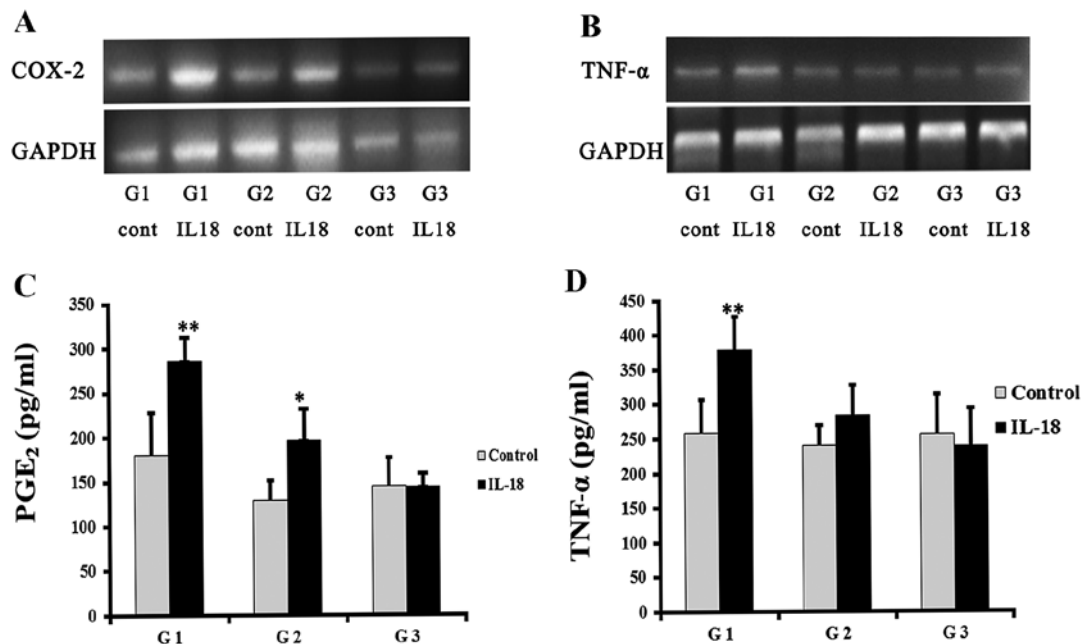 A
COX-2
GAPDH
G1 G1 G2 G2 G3 G3
cont IL18 cont IL18 cont IL18
B
TNF-α
GAPDH
G1 G1 G2 G2 G3 G3
cont IL18 cont IL18 cont IL18
C
PGE₂ (pg/ml)
350
300
250
200
150
100
50
0
**
*
G1 G2 G3
Control
IL-18
D
TNF-α (pg/ml)
450
400
350
300
250
200
150
100
50
0
**
G1 G2 G3
Control
IL-18